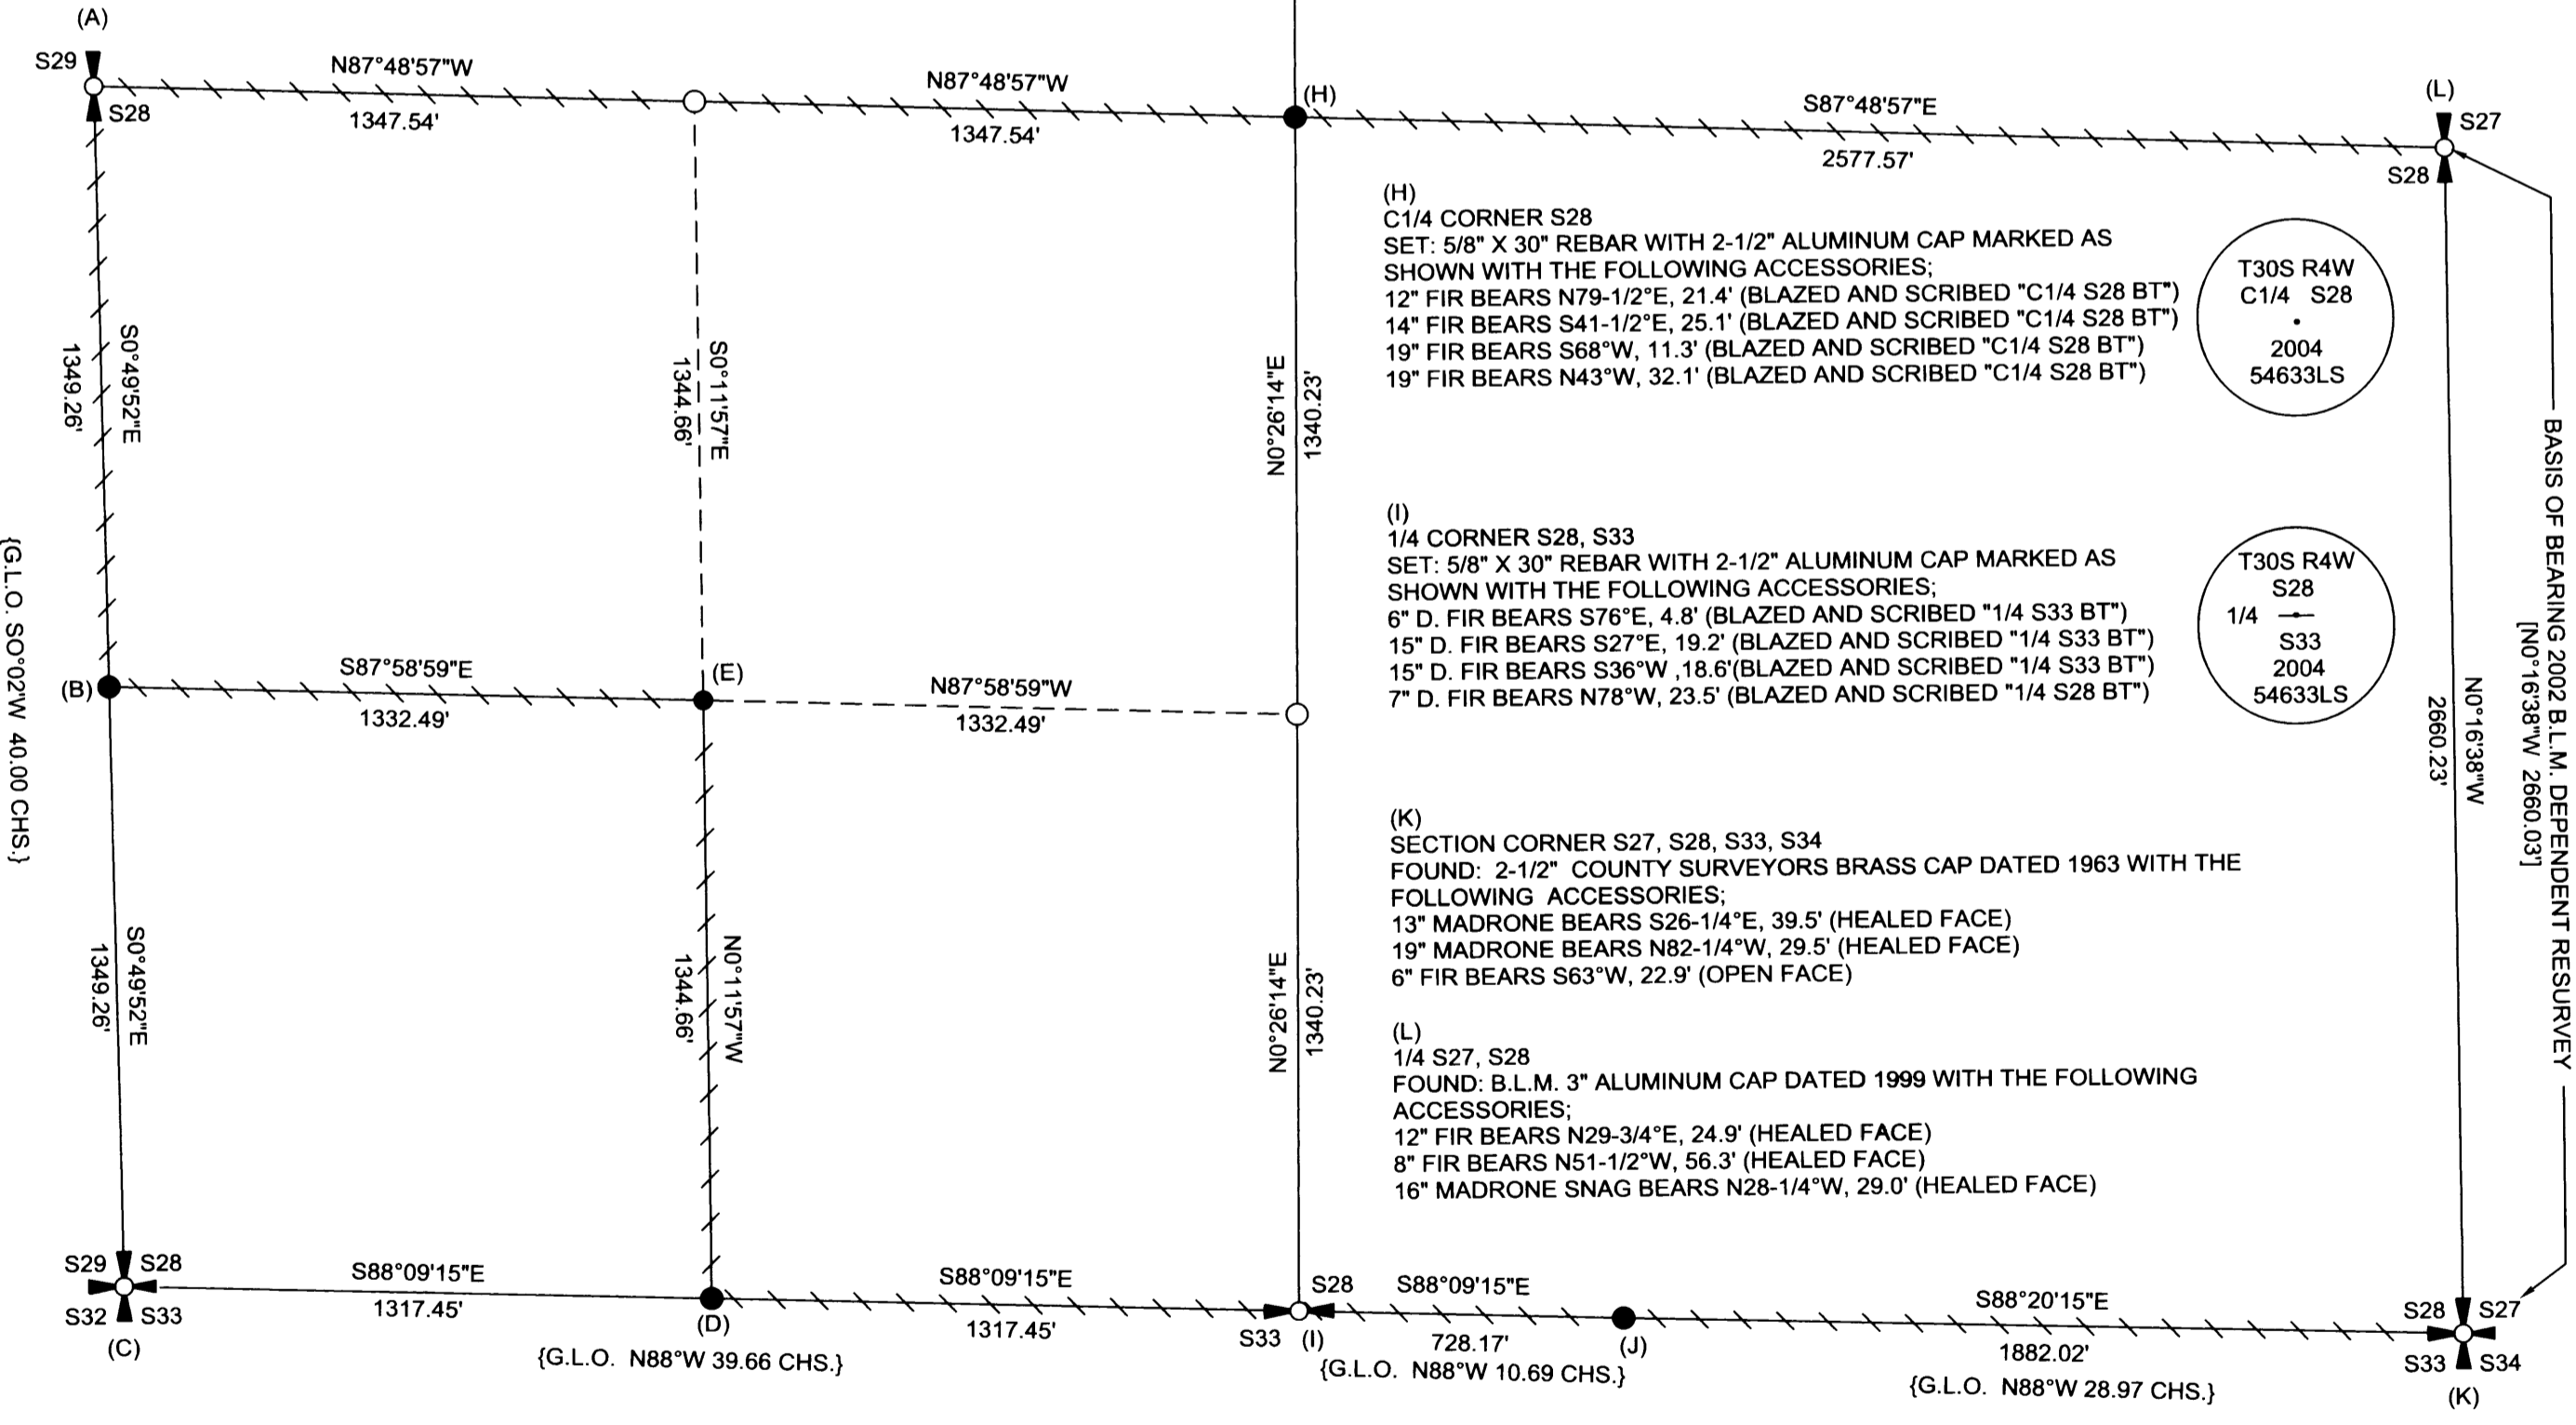 (A)
S29
S28
N87°48'57"W
1347.54'
N87°48'57"W
1347.54'
(H)
S87°48'57"E
2577.57'
(L)
S27
S28
(H)
C1/4 CORNER S28
SET: 5/8" X 30" REBAR WITH 2-1/2" ALUMINUM CAP MARKED AS
SHOWN WITH THE FOLLOWING ACCESSORIES;
12" FIR BEARS N79-1/2°E, 21.4' (BLAZED AND SCRIBED "C1/4 S28 BT")
14" FIR BEARS S41-1/2°E, 25.1' (BLAZED AND SCRIBED "C1/4 S28 BT")
19" FIR BEARS S68°W, 11.3' (BLAZED AND SCRIBED "C1/4 S28 BT")
19" FIR BEARS N43°W, 32.1' (BLAZED AND SCRIBED "C1/4 S28 BT")
T30S R4W
C1/4 S28
2004
54633LS
S0°49'52"E
1349.26'
S0°11'57"E
1344.66'
N0°26'14"E
1340.23'
(I)
1/4 CORNER S28, S33
SET: 5/8" X 30" REBAR WITH 2-1/2" ALUMINUM CAP MARKED AS
SHOWN WITH THE FOLLOWING ACCESSORIES;
6" D. FIR BEARS S76°E, 4.8' (BLAZED AND SCRIBED "1/4 S33 BT")
15" D. FIR BEARS S27°E, 19.2' (BLAZED AND SCRIBED "1/4 S33 BT")
15" D. FIR BEARS S36°W ,18.6'(BLAZED AND SCRIBED "1/4 S33 BT")
7" D. FIR BEARS N78°W, 23.5' (BLAZED AND SCRIBED "1/4 S28 BT")
T30S R4W
S28
1/4
S33
2004
54633LS
BASIS OF BEARING 2002 B.L.M. DEPENDENT RESURVEY
[N0°16'38"W 2660.03']
N0°16'38"W
2660.23'
{G.L.O. SO°02"W 40.00 CHS.}
(B)
S87°58'59"E
1332.49'
(E)
N87°58'59"W
1332.49'
(K)
SECTION CORNER S27, S28, S33, S34
FOUND: 2-1/2" COUNTY SURVEYORS BRASS CAP DATED 1963 WITH THE
FOLLOWING ACCESSORIES;
13" MADRONE BEARS S26-1/4°E, 39.5' (HEALED FACE)
19" MADRONE BEARS N82-1/4°W, 29.5' (HEALED FACE)
6" FIR BEARS S63°W, 22.9' (OPEN FACE)
S0°49'52"E
1349.26'
N0°11'57"W
1344.66'
N0°26'14"E
1340.23'
(L)
1/4 S27, S28
FOUND: B.L.M. 3" ALUMINUM CAP DATED 1999 WITH THE FOLLOWING
ACCESSORIES;
12" FIR BEARS N29-3/4°E, 24.9' (HEALED FACE)
8" FIR BEARS N51-1/2°W, 56.3' (HEALED FACE)
16" MADRONE SNAG BEARS N28-1/4°W, 29.0' (HEALED FACE)
S29 S28
S32 S33
(C)
S88°09'15"E
1317.45'
(D)
{G.L.O. N88°W 39.66 CHS.}
S88°09'15"E
1317.45'
S28
S33
(I)
S88°09'15"E
728.17'
{G.L.O. N88°W 10.69 CHS.}
(J)
S88°20'15"E
1882.02'
{G.L.O. N88°W 28.97 CHS.}
S28 S27
S33 S34
(K)